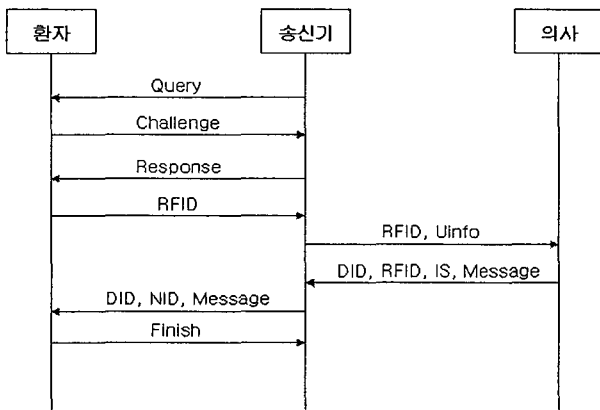 환자
송신기
의사
Query
Challenge
Response
RFID
RFID, Uinfo
DID, RFID, IS, Message
DID, NID, Message
Finish